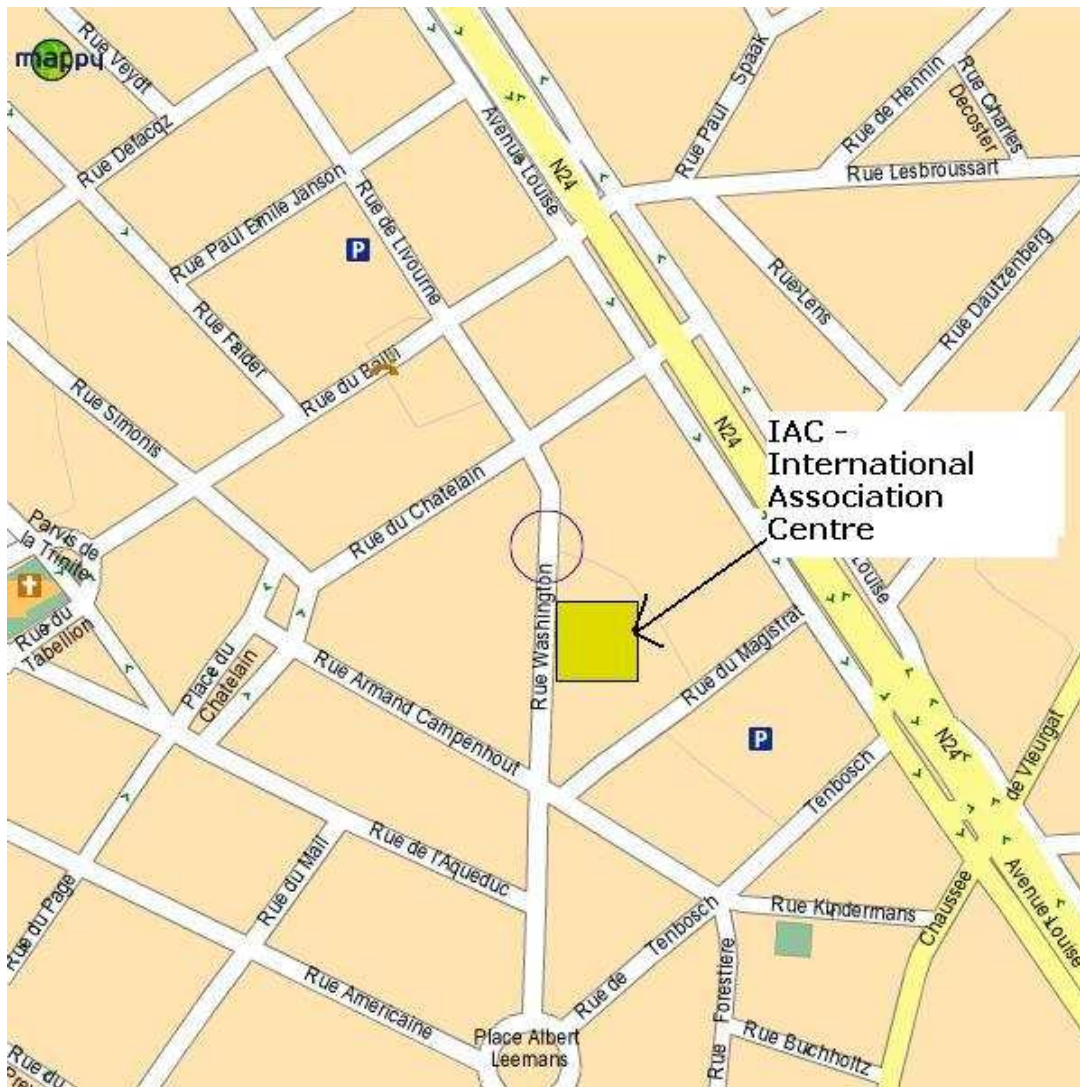 mappy
Rue Veydt
Rue Defacqz
Rue Paul Emile Janson
Rue Faider
Rue de Livourne
Avenue Louise
N24
Rue Paul Spaak
Rue de Hennin
Rue Charles
Decoster
Rue Lesbroussart
Rue Lens
Rue Dautzenberg
P
Rue du Bailli
Rue Simonis
Rue du Chatelain
N24
IAC -
International
Association
Centre
Parvis de
la Trinite
Rue du
Tabellion
Place du
Chatelain
Rue Armand Campenhout
Rue Washington
Rue du Magistrat
Louise
P
N24
de Vleurgat
Tenbosch
Rue de l'Aqueduc
Rue du Mail
Rue du Page
Rue Americaine
Rue de Tenbosch
Rue Kindermans
Chaussee
Avenue Louise
Rue Forestiere
Rue Buchholtz
Place Albert
Leemans
Rue du